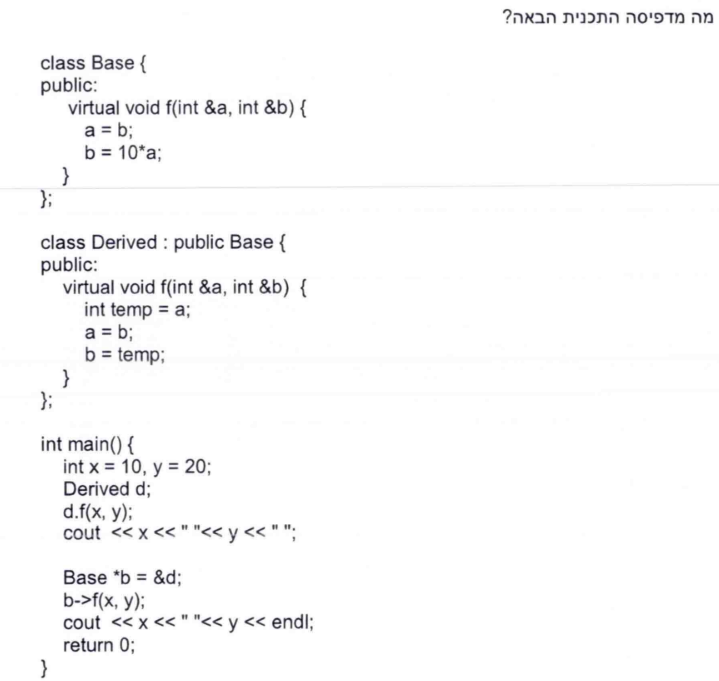 מה מדפיסה התכנית הבאה?
class Base {
public:
virtual void f(int &a, int &b) {
a = b;
b = 10*a;
}
};
class Derived : public Base {
public:
virtual void f(int &a, int &b) {
int temp = a;
a = b;
b = temp;
}
};
int main() {
int x = 10, y = 20;
Derived d;
d.f(x, y);
cout << x << " "<< y << " ";
Base *b = &d;
b->f(x, y);
cout << x << " "<< y << endl;
return 0;
}